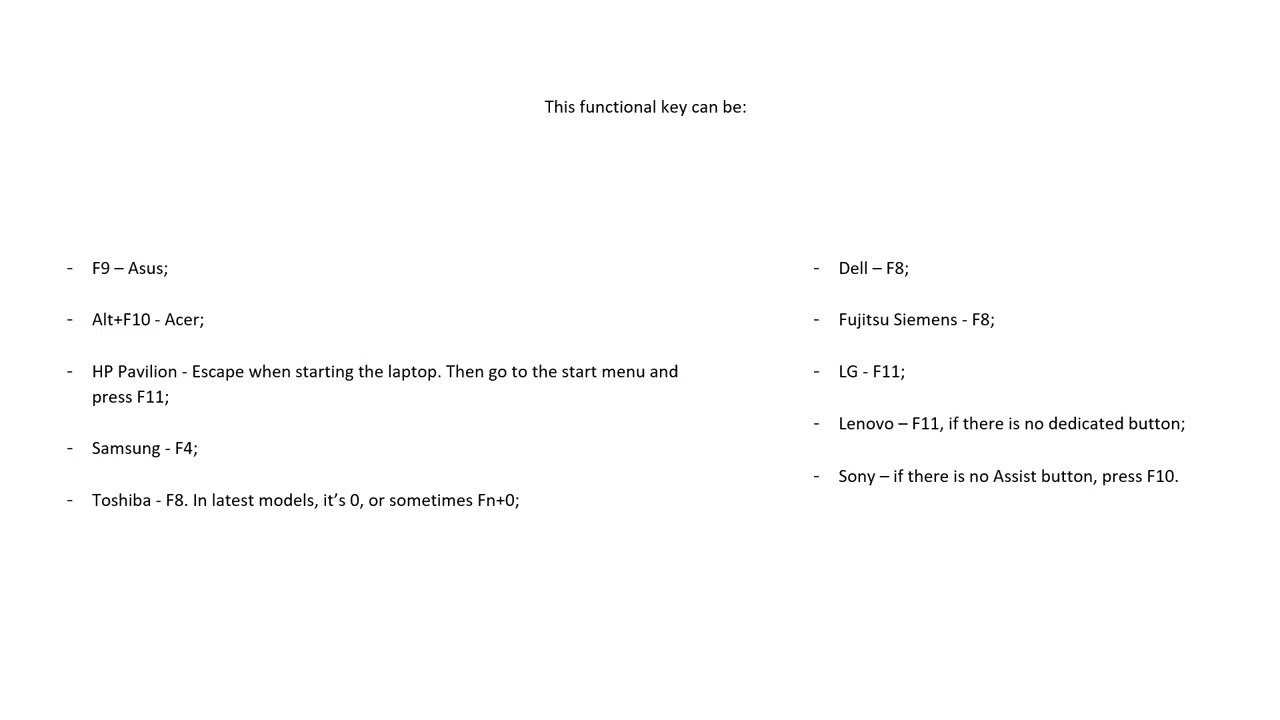 This functional key can be:
- F9 – Asus;
- Alt+F10 - Acer;
- HP Pavilion - Escape when starting the laptop. Then go to the start menu and
press F11;
- Samsung - F4;
- Toshiba - F8. In latest models, it’s 0, or sometimes Fn+0;
- Dell – F8;
- Fujitsu Siemens - F8;
- LG - F11;
- Lenovo – F11, if there is no dedicated button;
- Sony – if there is no Assist button, press F10.